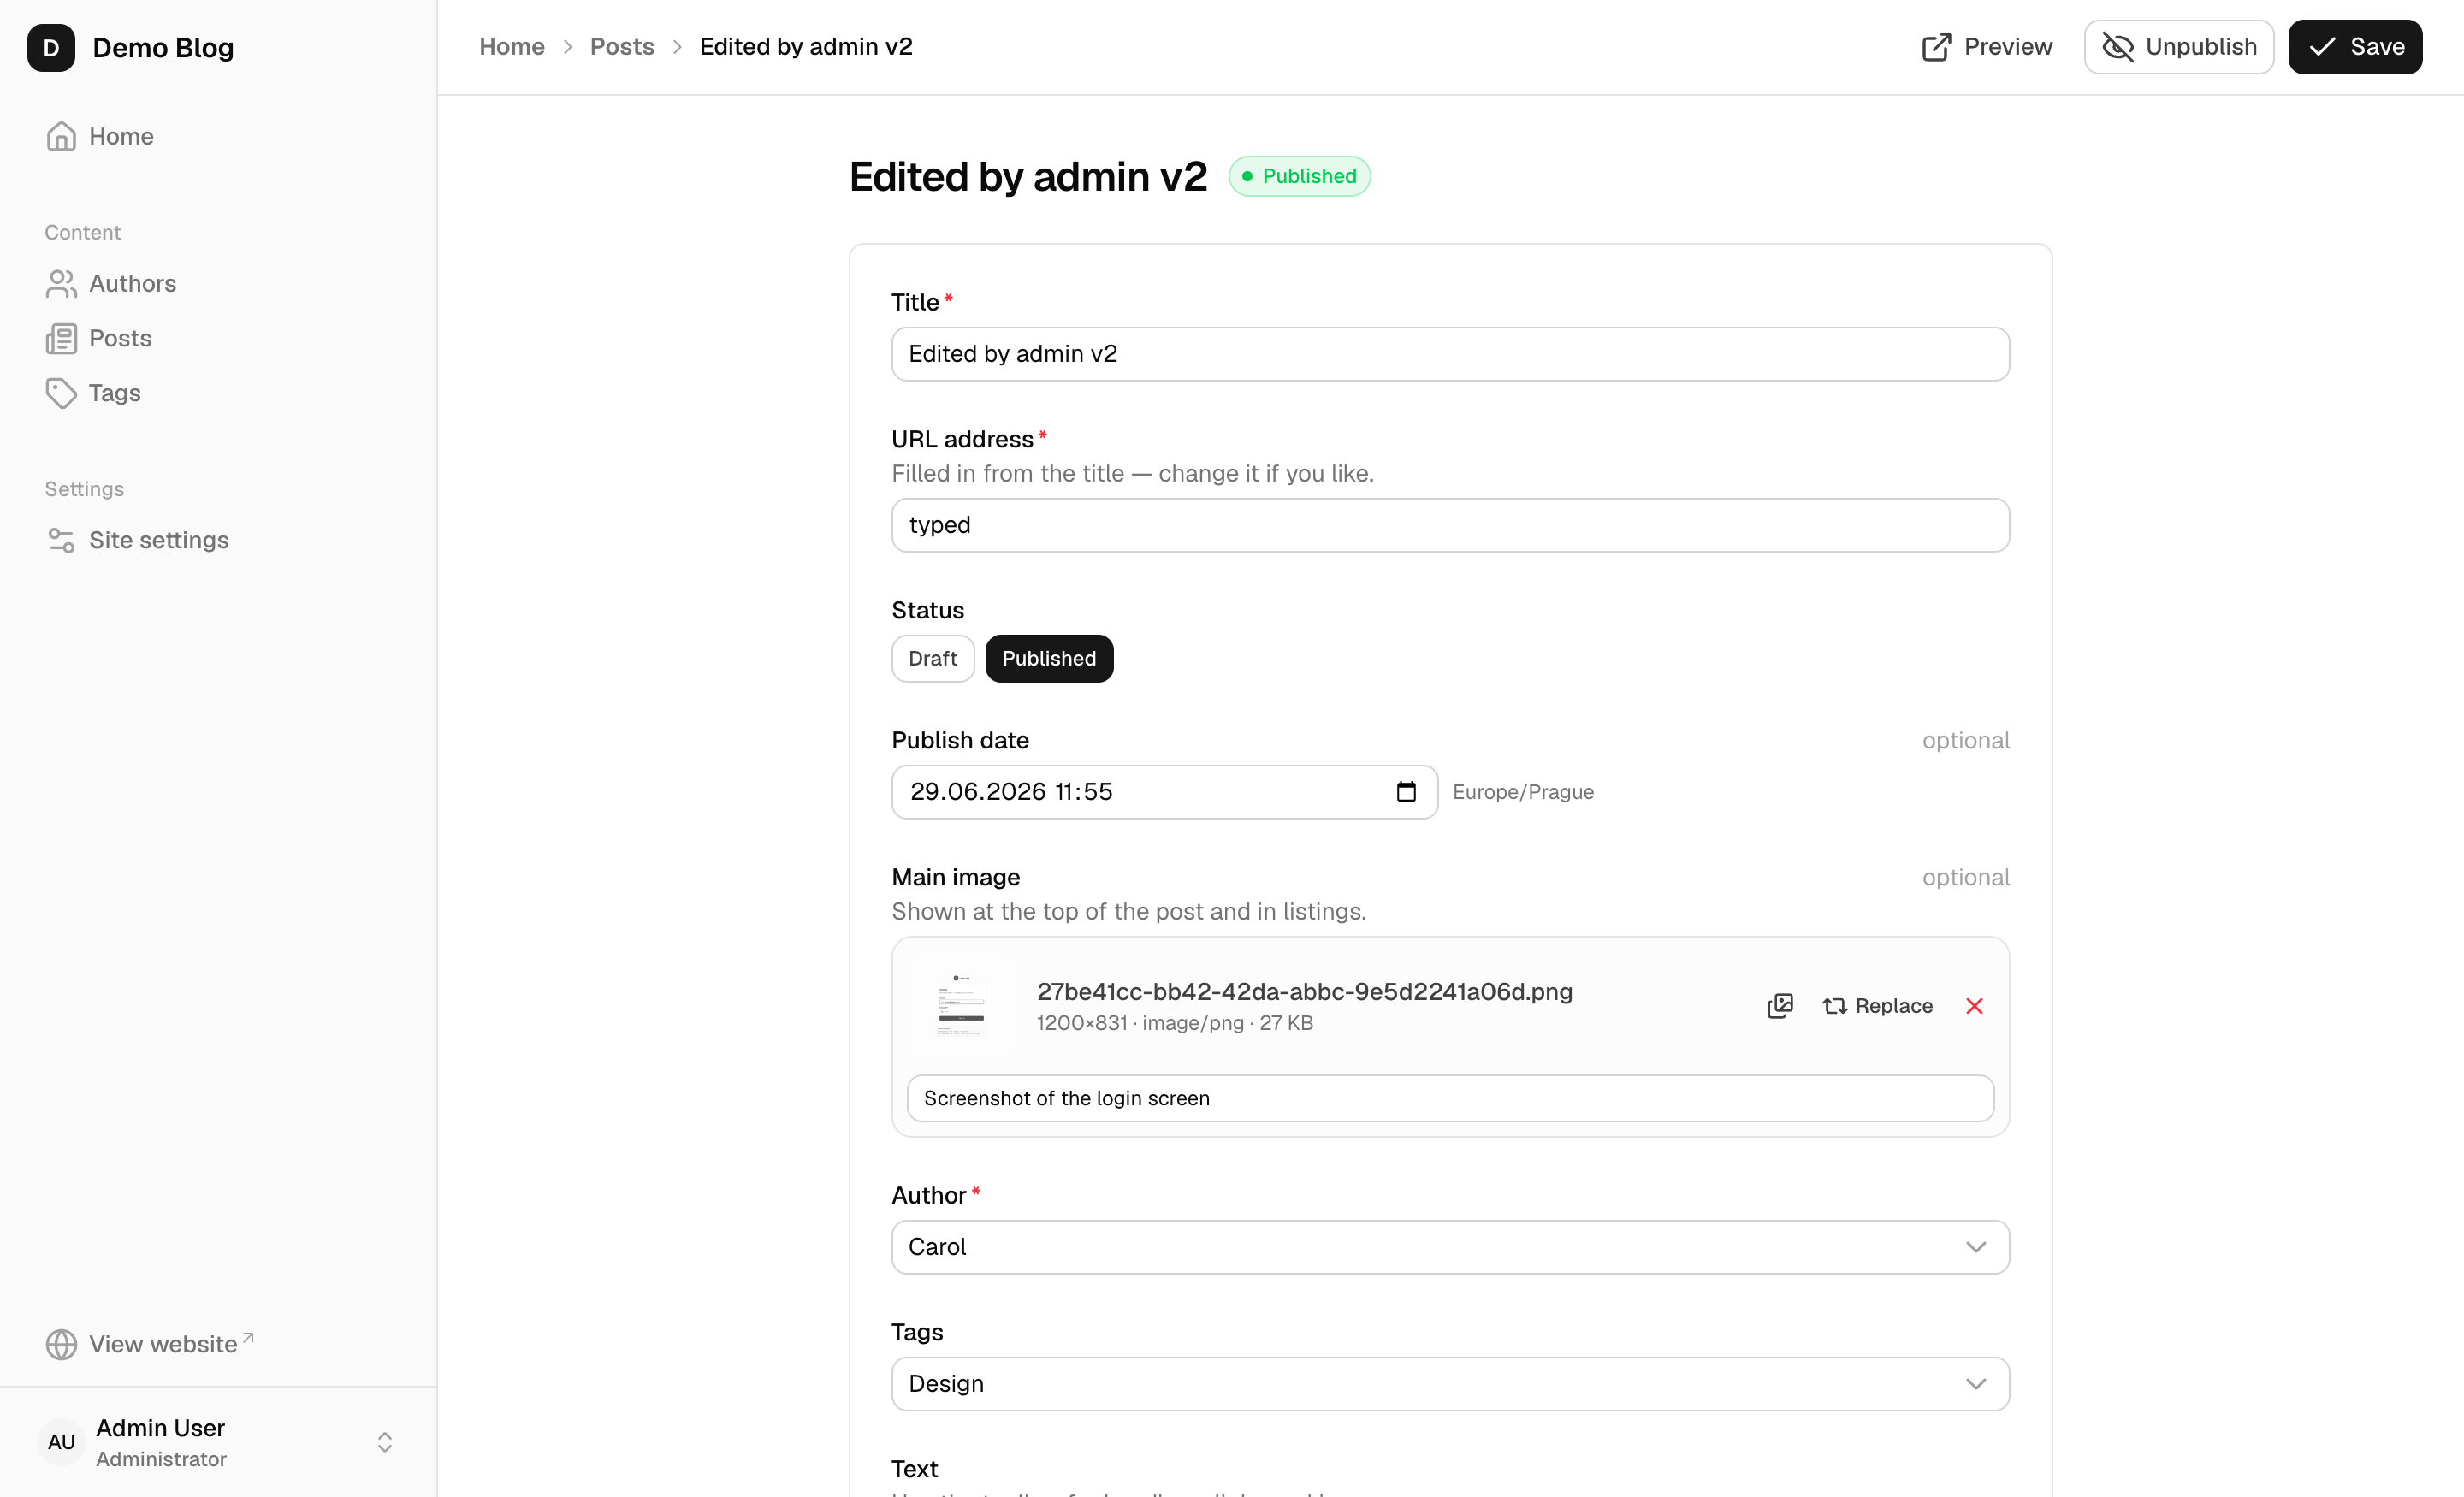 D Demo Blog
Home
Content
Authors
Posts
Tags
Settings
Site settings
View website
AU
Admin User
Administrator
Home > Posts > Edited by admin v2
Preview
Unpublish
Save
Edited by admin v2
Published
Title *
Edited by admin v2
URL address *
Filled in from the title — change it if you like.
typed
Status
Draft
Published
Publish date
optional
29.06.2026 11:55
Europe/Prague
Main image
optional
Shown at the top of the post and in listings.
27be41cc-bb42-42da-abbc-9e5d2241a06d.png
1200×831 · image/png · 27 KB
Replace
Screenshot of the login screen
Author *
Carol
Tags
Design
Text